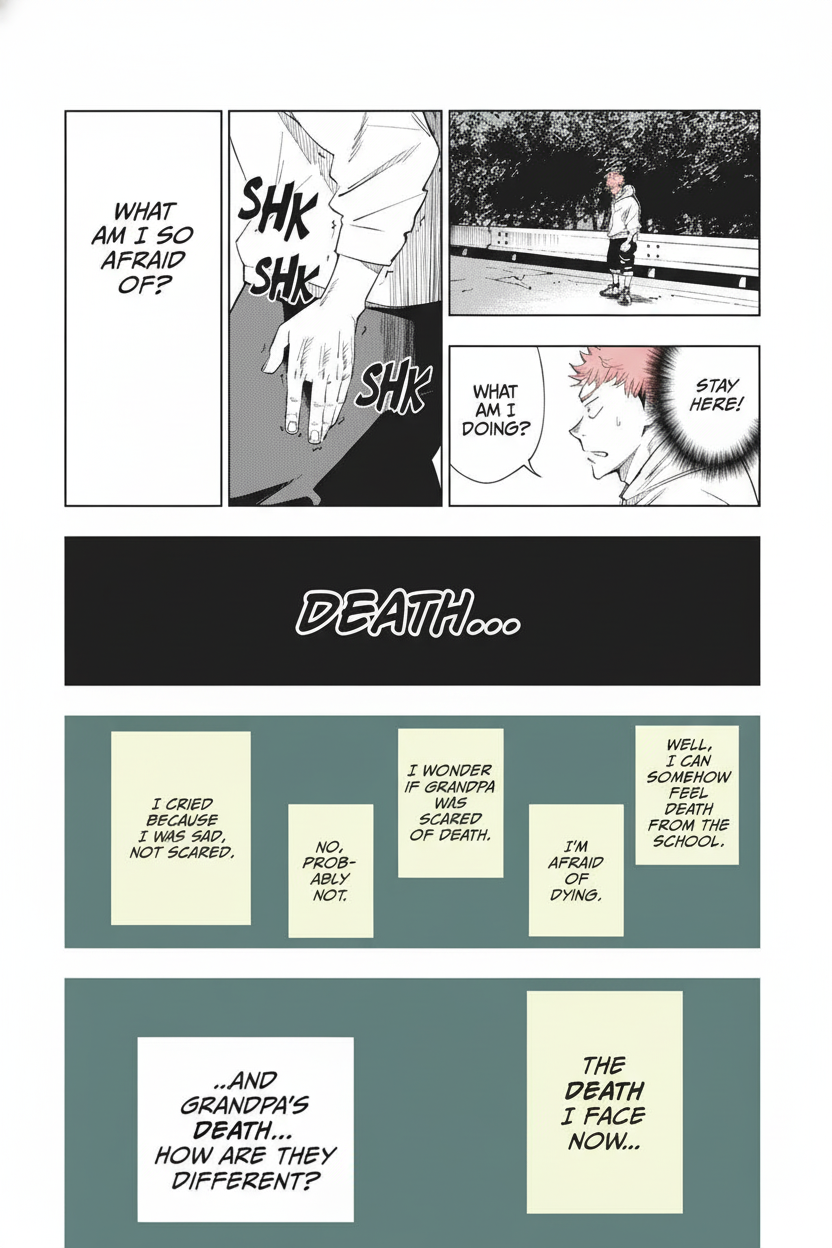 STAY
HERE!
WHAT
AM I
DOING?
SHK
SHK
SHK
WHAT
AM I SO
AFRAID
OF?
DEATH...
WELL,
I CAN
SOMEHOW
FEEL
DEATH
FROM THE
SCHOOL.
I'M
AFRAID
OF
DYING.
I WONDER
IF GRANDPA
WAS
SCARED
OF DEATH.
NO,
PROB-
ABLY
NOT.
I CRIED
BECAUSE
I WAS SAD,
NOT SCARED.
THE
DEATH
I FACE
NOW...
..AND
GRANDPA'S
DEATH...
HOW ARE THEY
DIFFERENT?